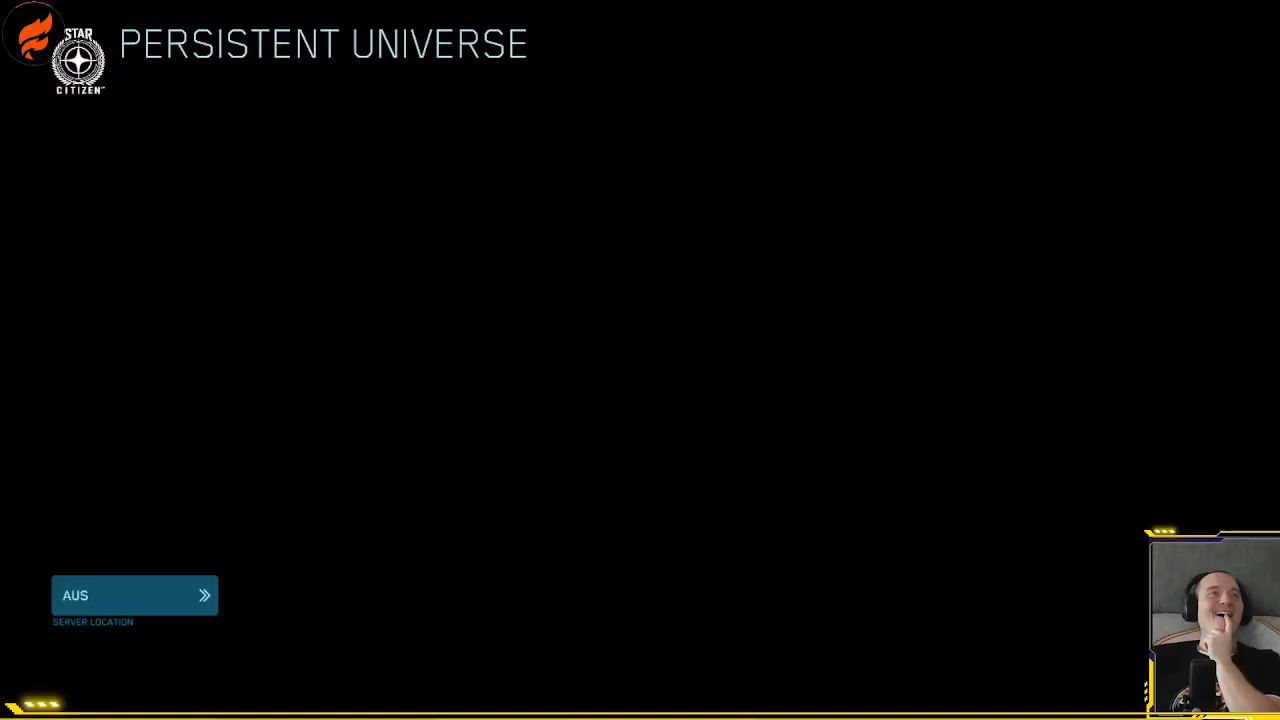 STAR
CITIZEN
PERSISTENT UNIVERSE
AUS
SERVER LOCATION